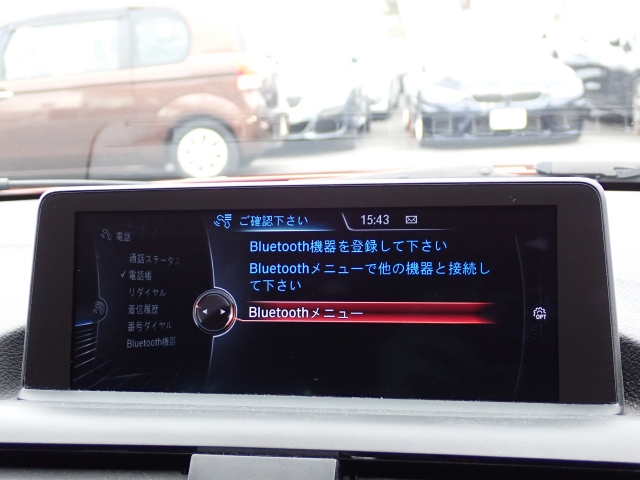 ご確認下さい 15:43
電話
通話ステータス
電話帳
リダイヤル
着信履歴
番号ダイヤル
Bluetooth機器
Bluetooth機器を登録して下さい
Bluetoothメニューで他の機器と接続し
て下さい
Bluetoothメニュー
OPT